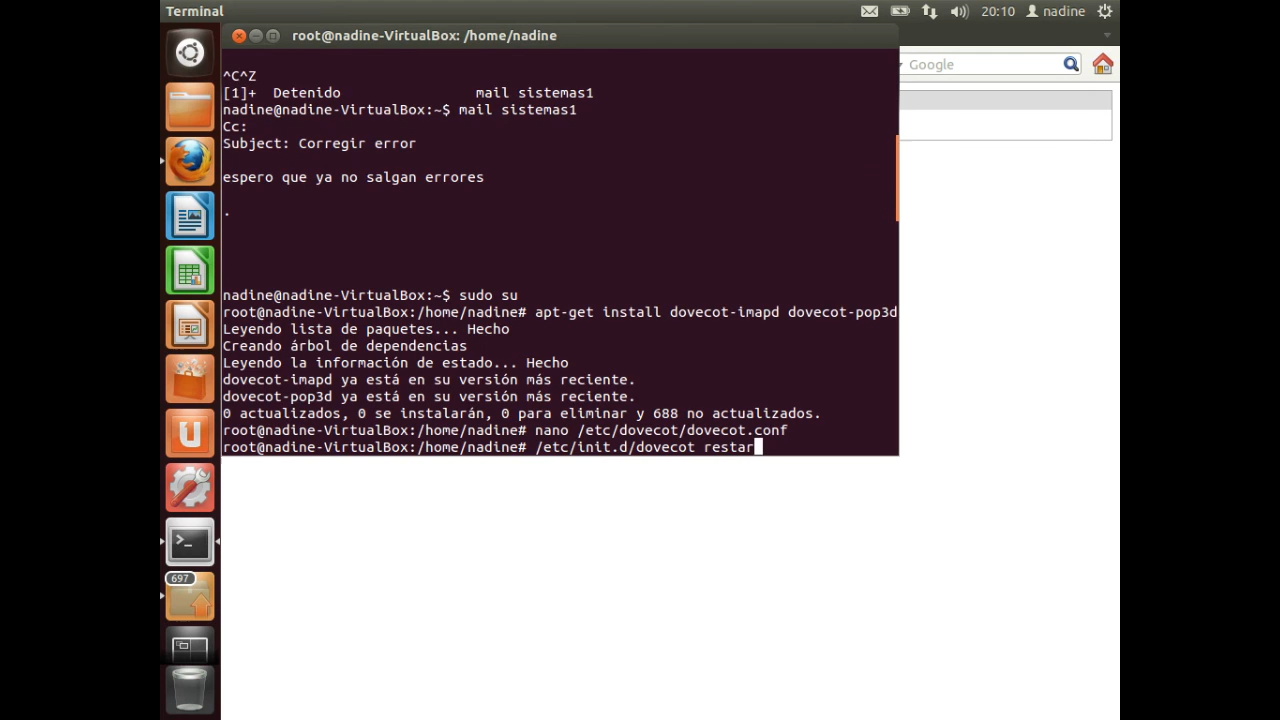 Terminal
20:10
nadine
root@nadine-VirtualBox: /home/nadine
Google
^C^Z
[1]+  Detenido                mail sistemas1
nadine@nadine-VirtualBox:~$ mail sistemas1
Cc:
Subject: Corregir error
espero que ya no salgan errores
.
nadine@nadine-VirtualBox:~$ sudo su
root@nadine-VirtualBox:/home/nadine# apt-get install dovecot-imapd dovecot-pop3d
Leyendo lista de paquetes... Hecho
Creando árbol de dependencias
Leyendo la información de estado... Hecho
dovecot-imapd ya está en su versión más reciente.
dovecot-pop3d ya está en su versión más reciente.
0 actualizados, 0 se instalarán, 0 para eliminar y 688 no actualizados.
root@nadine-VirtualBox:/home/nadine# nano /etc/dovecot/dovecot.conf
root@nadine-VirtualBox:/home/nadine# /etc/init.d/dovecot restar
697